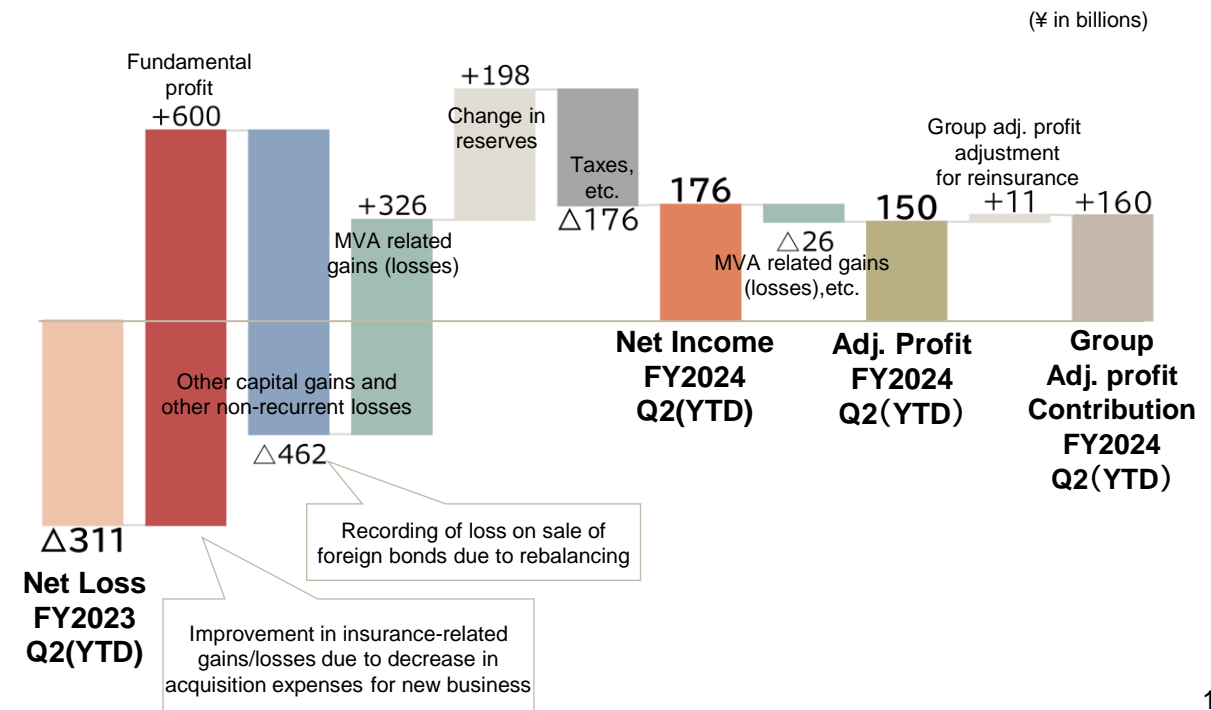 (¥ in billions)
Fundamental
profit
+600
+198
Change in
reserves
Taxes,
etc.
△176
+326
MVA related
gains (losses)
Other capital gains and
other non-recurrent losses
△462
176
△26
MVA related gains
(losses),etc.
150
Group adj. profit
adjustment
for reinsurance
+11
+160
△311
Net Loss
FY2023
Q2(YTD)
Net Income
FY2024
Q2(YTD)
Adj. Profit
FY2024
Q2（YTD）
Group
Adj. profit
Contribution
FY2024
Q2（YTD）
Recording of loss on sale of
foreign bonds due to rebalancing
Improvement in insurance-related
gains/losses due to decrease in
acquisition expenses for new business
1